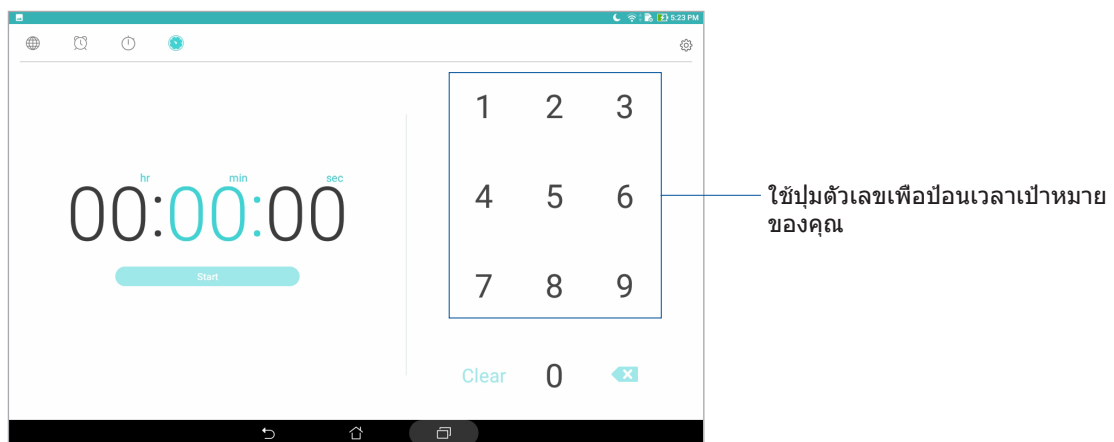 5:23 PM
hr min sec
00:00:00
Start
1 2 3
4 5 6
7 8 9
Clear 0
ใช้ปุ่มตัวเลขเพื่อป้อนเวลาเป้าหมาย
ของคุณ